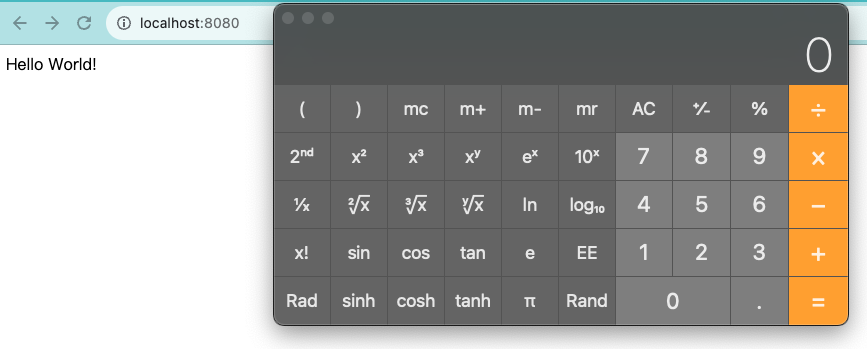 localhost:8080
Hello World!
0
( ) mc m+ m- mr AC ⁺∕₋ % ÷
2ⁿᵈ x² x³ xʸ eˣ 10ˣ 7 8 9 ×
¹∕ₓ ²√x ³√x ʸ√x ln log₁₀ 4 5 6 −
x! sin cos tan e EE 1 2 3 +
Rad sinh cosh tanh π Rand 0 . =